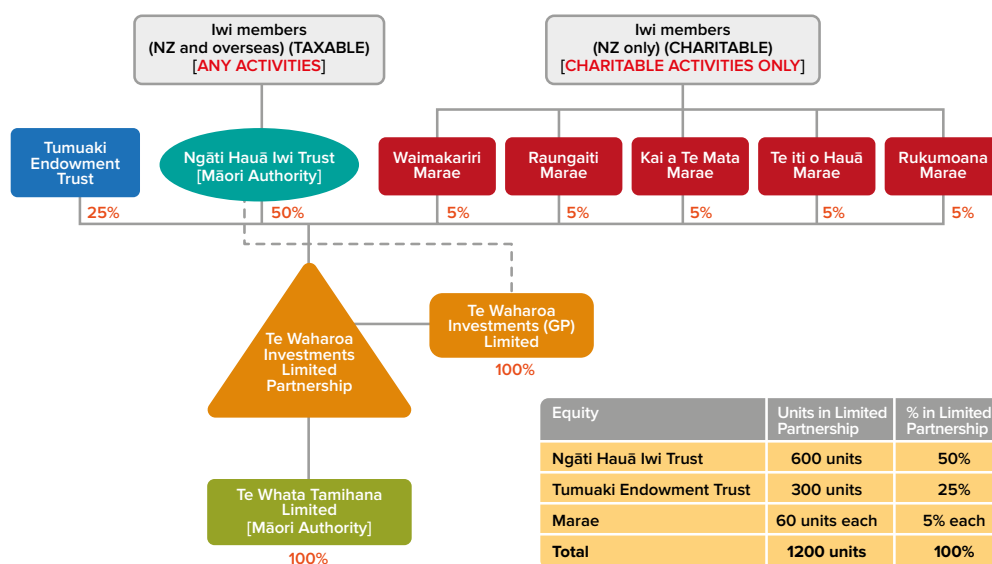 Iwi members
(NZ and overseas) (TAXABLE)
[ANY ACTIVITIES]
Iwi members
(NZ only) (CHARITABLE)
[CHARITABLE ACTIVITIES ONLY]
Tumuaki
Endowment
Trust
Ngāti Hauā Iwi Trust
[Māori Authority]
Waimakariri
Marae
Raungaiti
Marae
Kai a Te Mata
Marae
Te iti o Hauā
Marae
Rukumoana
Marae
25%
50%
5%
5%
5%
5%
5%
Te Waharoa
Investments
Limited
Partnership
Te Waharoa
Investments (GP)
Limited
100%
Te Whata Tamihana
Limited
[Māori Authority]
100%
Equity
Units in Limited
Partnership
% in Limited
Partnership
Ngāti Hauā Iwi Trust
600 units
50%
Tumuaki Endowment Trust
300 units
25%
Marae
60 units each
5% each
Total
1200 units
100%